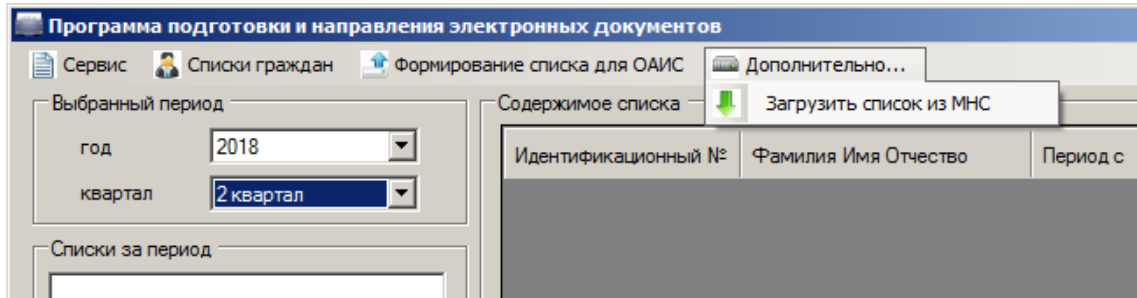 Программа подготовки и направления электронных документов
Сервис Списки граждан Формирование списка для ОАИС Дополнительно...
Загрузить список из МНС
Выбранный период
год 2018
квартал 2 квартал
Списки за период
Содержимое списка
Идентификационный № Фамилия Имя Отчество Период с